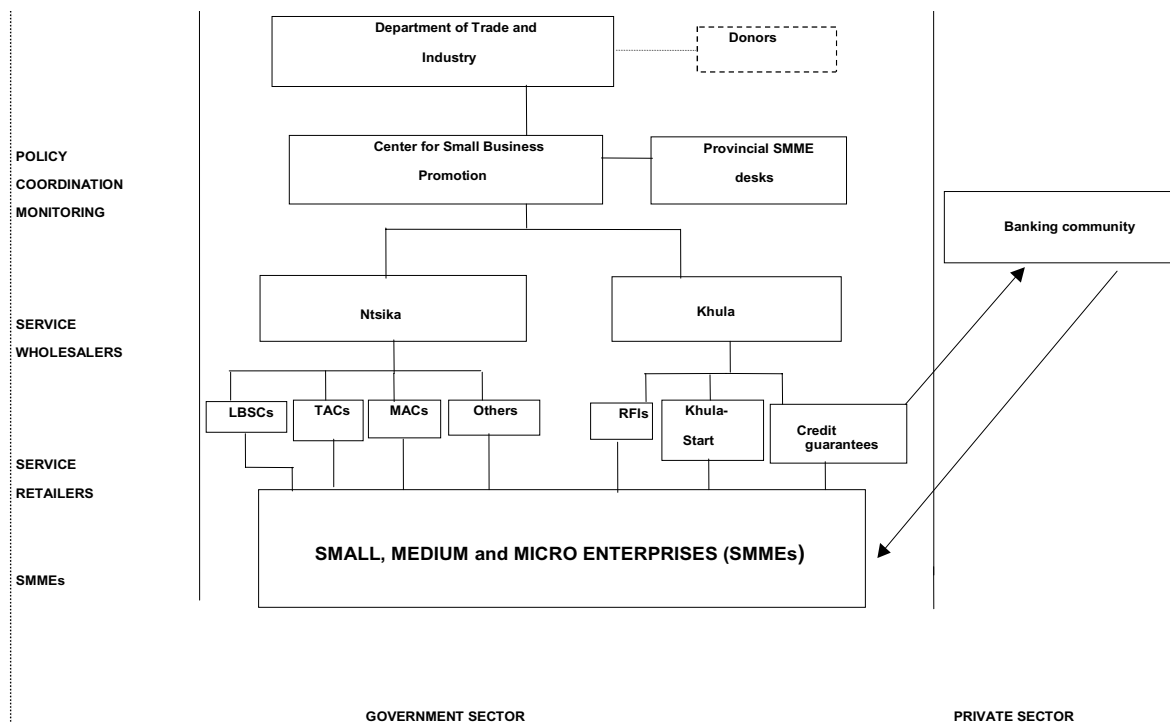 Department of Trade and
Industry
Donors
POLICY
COORDINATION
MONITORING
Center for Small Business
Promotion
Provincial SMME
desks
Banking community
SERVICE
WHOLESALERS
Ntsika
Khula
LBSCs
TACs
MACs
Others
RFIs
Khula-
Start
Credit
guarantees
SERVICE
RETAILERS
SMALL, MEDIUM and MICRO ENTERPRISES (SMMEs)
SMMEs
GOVERNMENT SECTOR
PRIVATE SECTOR